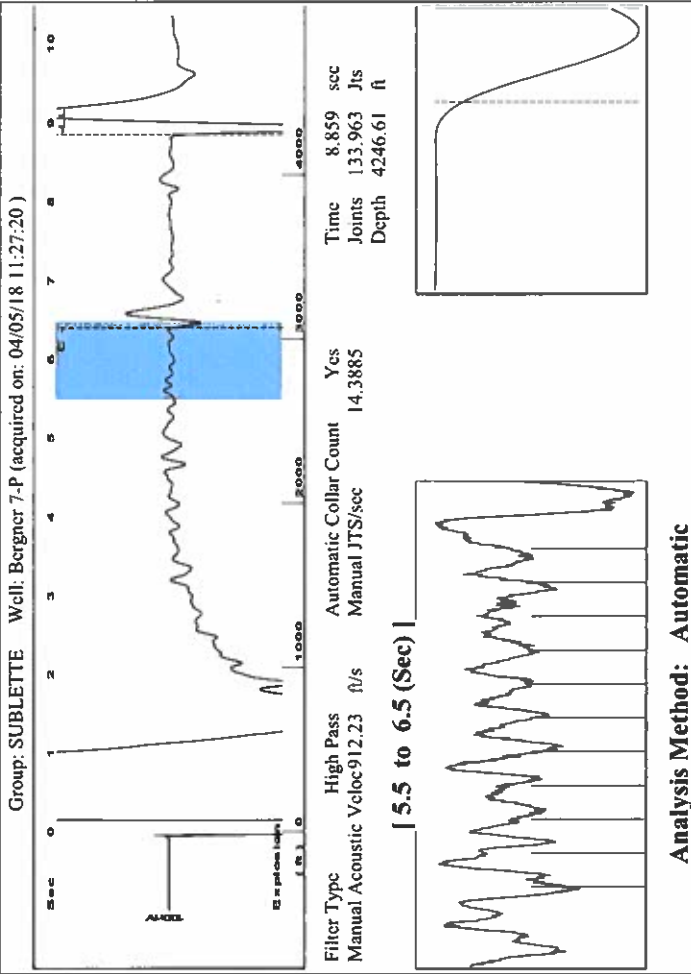 Group: SUBLETTE Well: Bergner 7-P (acquired on: 04/05/18 11:27:20 )
Sec 0 1 2 3 4 5 6 7 8 9 10
Explosion
( ft ) 0 1000 2000 3000 4000
Filter Type High Pass Automatic Collar Count Yes Time 8.859 sec
Manual Acoustic Veloc912.23 ft/s Manual JTS/sec 14.3885 Joints 133.963 Jts
Depth 4246.61 ft
[ 5.5 to 6.5 (Sec) ]
Analysis Method: Automatic